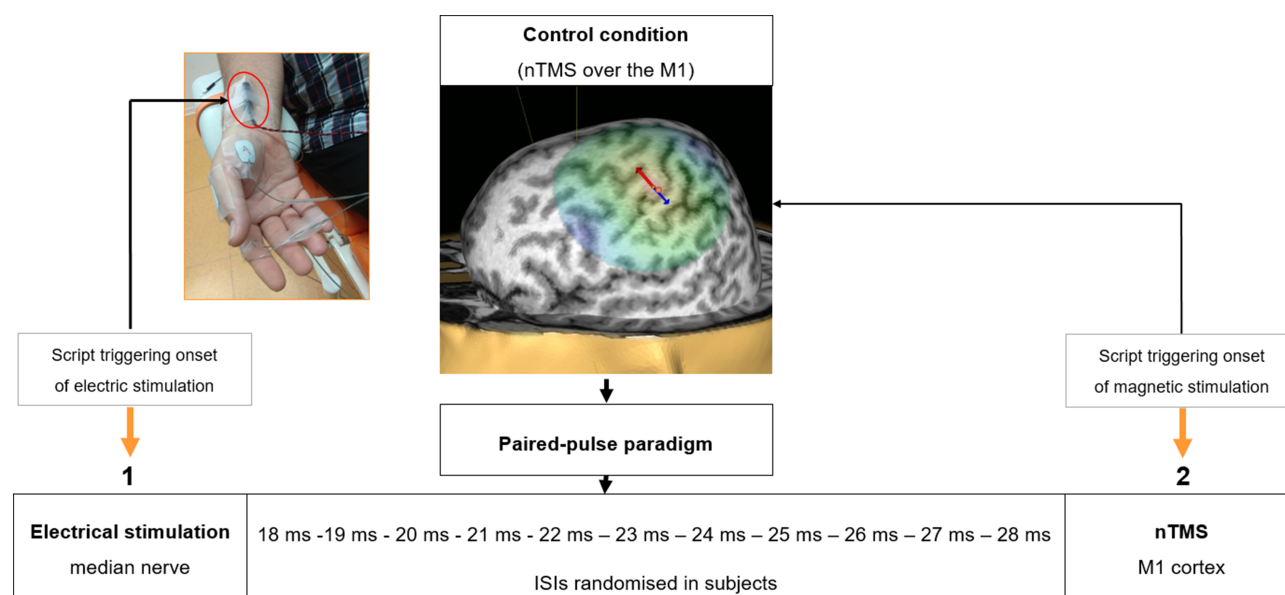 Control condition
(nTMS over the M1)
Script triggering onset
of electric stimulation
Script triggering onset
of magnetic stimulation
Paired-pulse paradigm
1
2
Electrical stimulation
median nerve
18 ms -19 ms - 20 ms - 21 ms - 22 ms – 23 ms – 24 ms – 25 ms – 26 ms – 27 ms – 28 ms
ISIs randomised in subjects
nTMS
M1 cortex